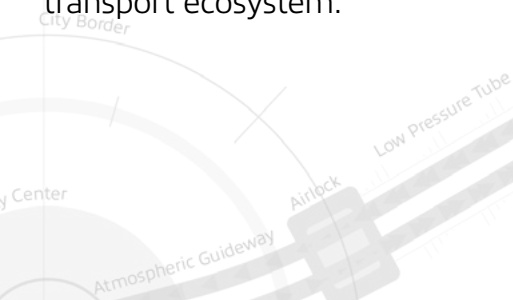 transport ecosystem.
City Border
Low Pressure Tube
Airlock
Center
Atmospheric Guideway